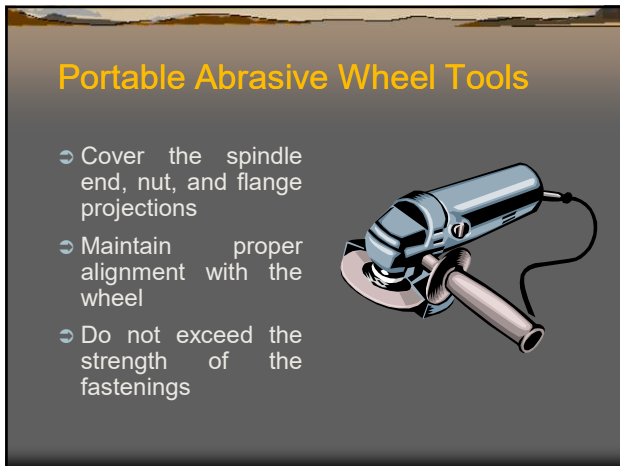 Portable Abrasive Wheel Tools
Cover the spindle
end, nut, and flange
projections
Maintain proper
alignment with the
wheel
Do not exceed the
strength of the
fastenings